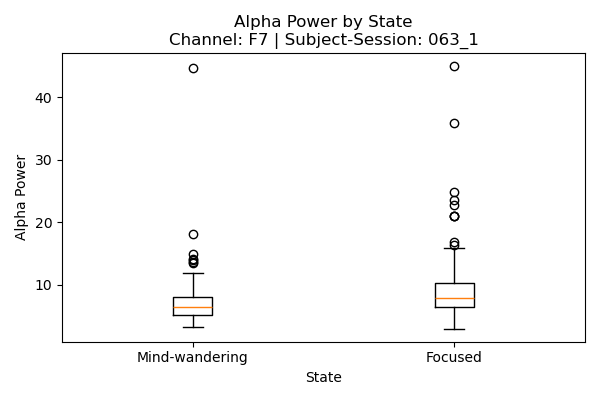 Alpha Power by State
Channel: F7 | Subject-Session: 063_1
Alpha Power
40
30
20
10
Mind-wandering
Focused
State